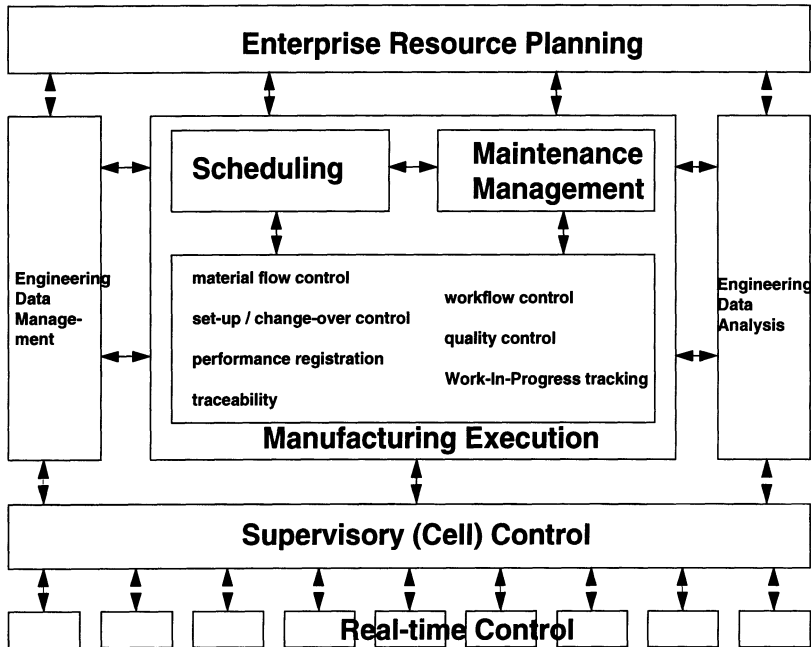 Enterprise Resource Planning
Scheduling
Maintenance
Management
Engineering
Data
Manage-
ment
material flow control
set-up / change-over control
performance registration
traceability
workflow control
quality control
Work-In-Progress tracking
Engineering
Data
Analysis
Manufacturing Execution
Supervisory (Cell) Control
Real-time Control